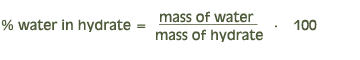 % water in hydrate = mass of water / mass of hydrate · 100